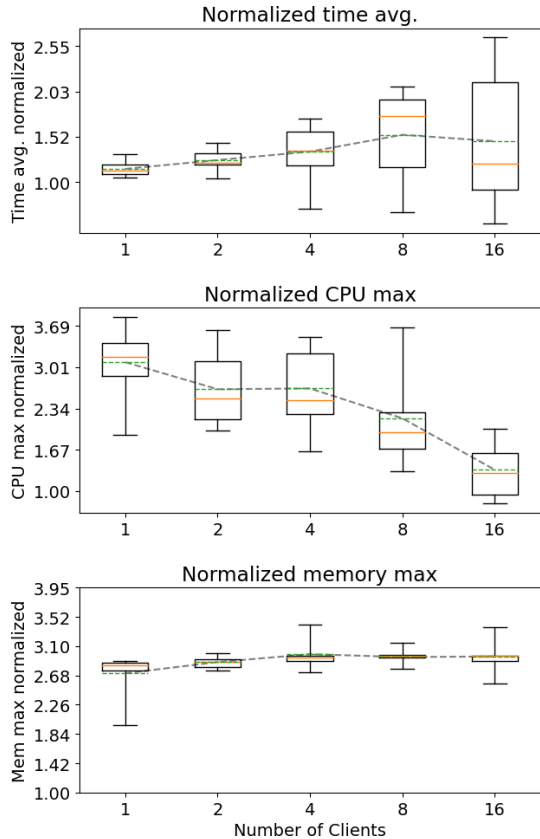 Normalized time avg.
Time avg. normalized
2.55
2.03
1.52
1.00
1 2 4 8 16
Normalized CPU max
CPU max normalized
3.69
3.01
2.34
1.67
1.00
1 2 4 8 16
Normalized memory max
Mem max normalized
3.95
3.52
3.10
2.68
2.26
1.84
1.42
1.00
1 2 4 8 16
Number of Clients